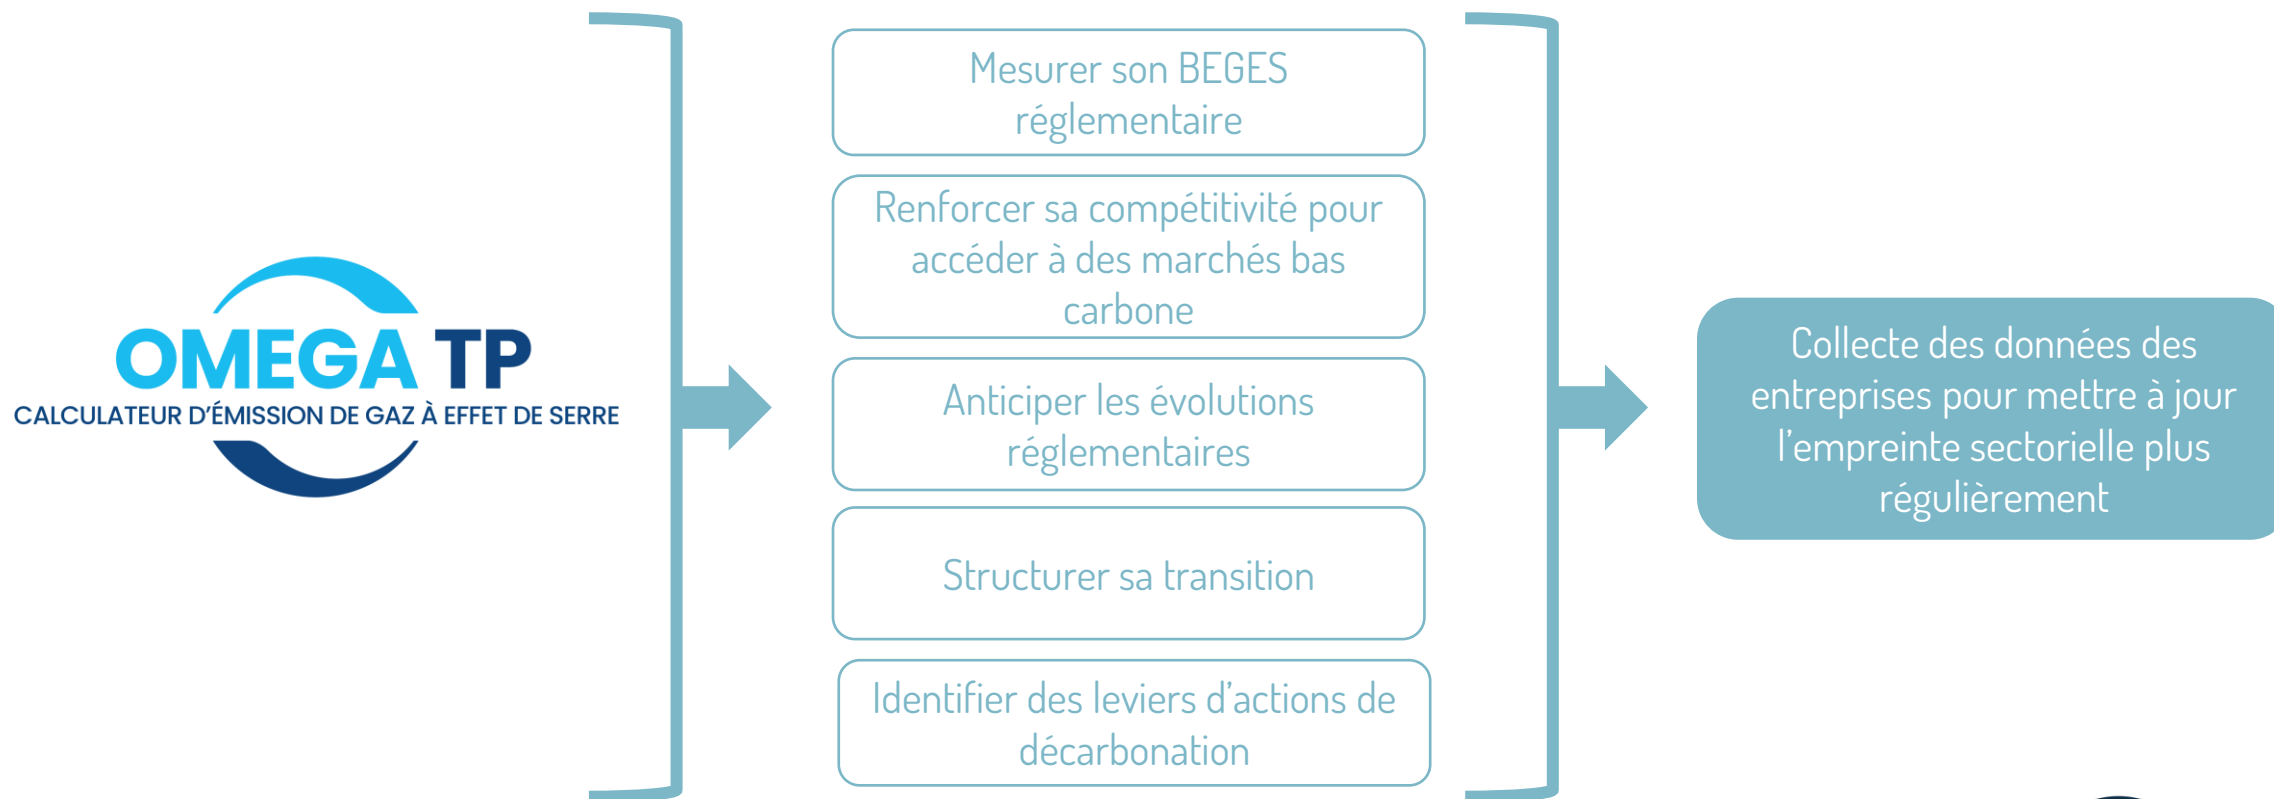 OMEGA TP
CALCULATEUR D'ÉMISSION DE GAZ À EFFET DE SERRE
Mesurer son BEGES
réglementaire
Renforcer sa compétitivité pour
accéder à des marchés bas
carbone
Anticiper les évolutions
réglementaires
Structurer sa transition
Identifier des leviers d’actions de
décarbonation
Collecte des données des
entreprises pour mettre à jour
l’empreinte sectorielle plus
régulièrement